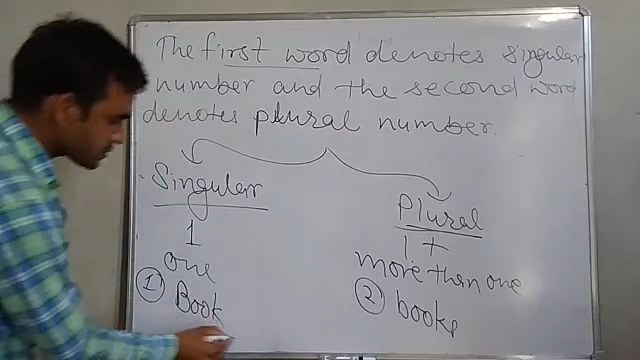 The first word denotes singular
number and the second word
denotes plural number.
Singular
1
one
1 Book
Plural
1 +
more than one
2 books